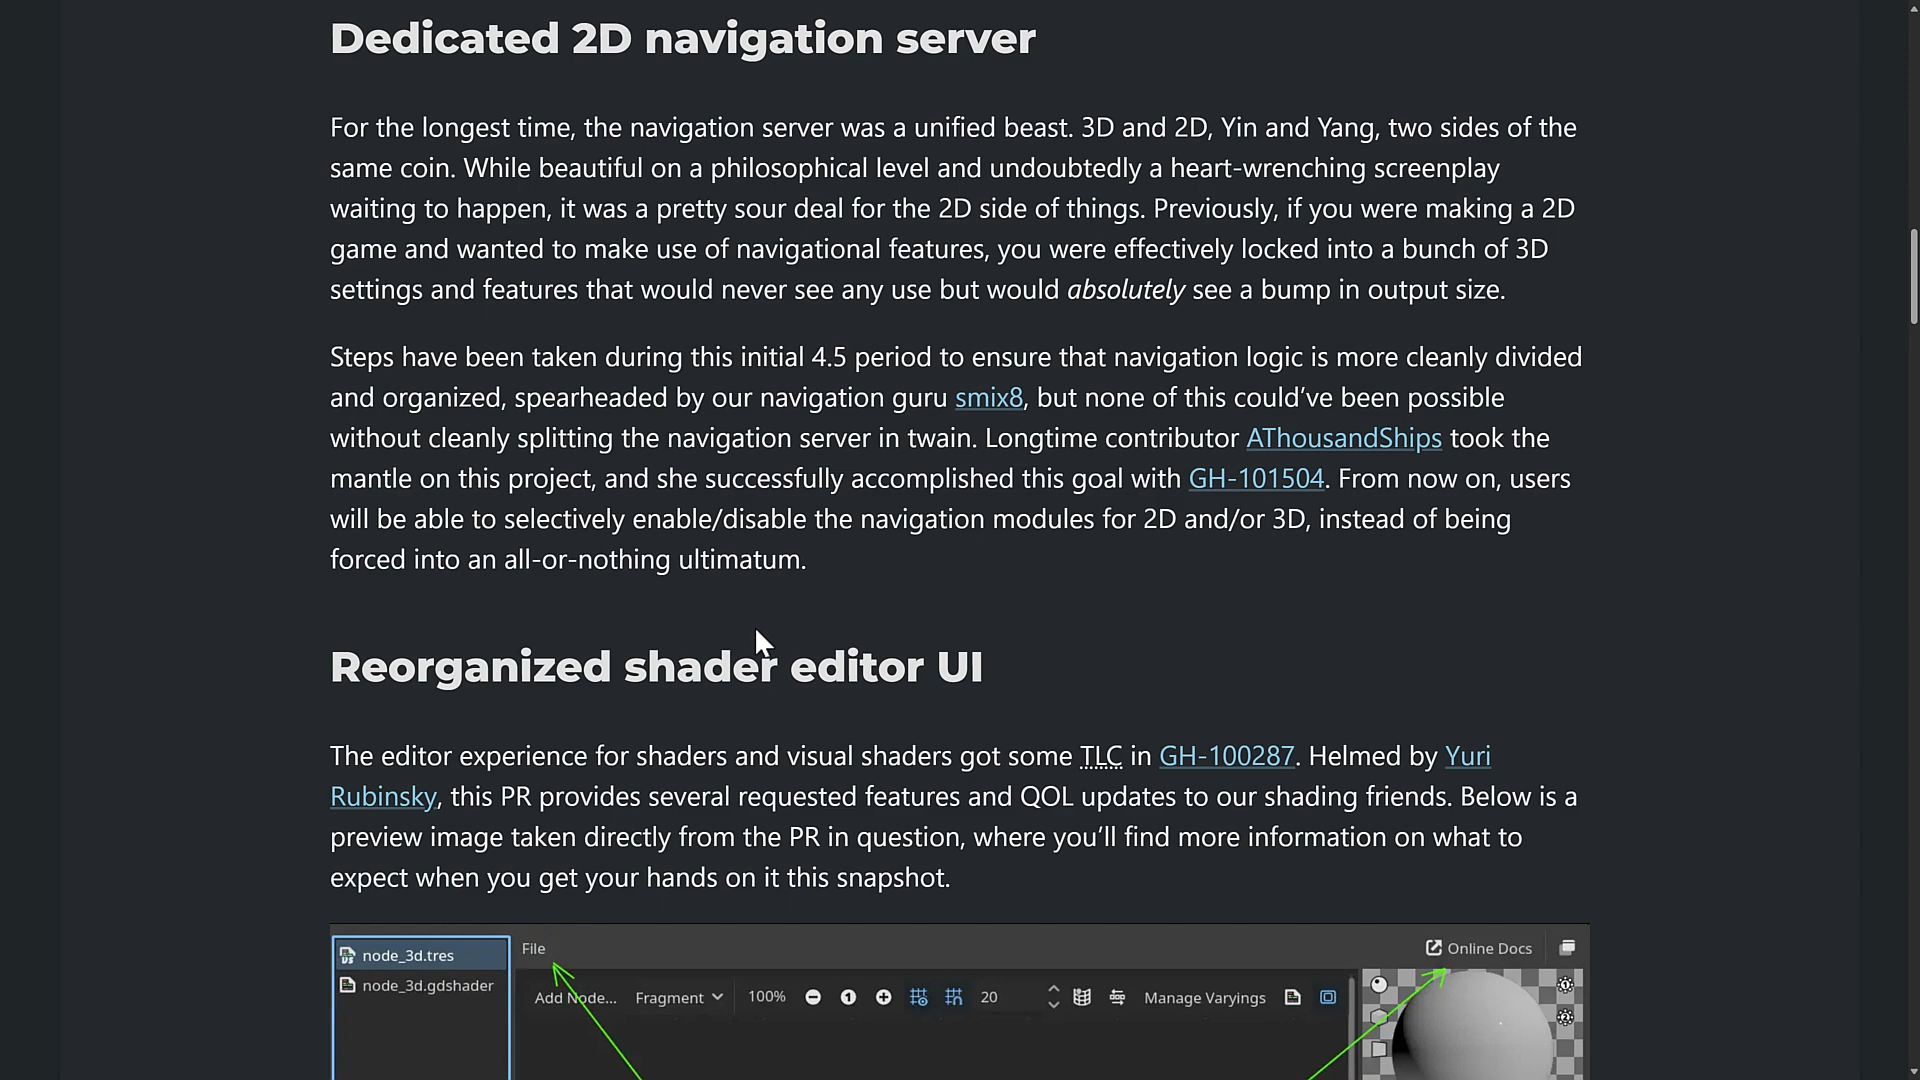 Dedicated 2D navigation server
For the longest time, the navigation server was a unified beast. 3D and 2D, Yin and Yang, two sides of the
same coin. While beautiful on a philosophical level and undoubtedly a heart-wrenching screenplay
waiting to happen, it was a pretty sour deal for the 2D side of things. Previously, if you were making a 2D
game and wanted to make use of navigational features, you were effectively locked into a bunch of 3D
settings and features that would never see any use but would absolutely see a bump in output size.
Steps have been taken during this initial 4.5 period to ensure that navigation logic is more cleanly divided
and organized, spearheaded by our navigation guru smix8, but none of this could’ve been possible
without cleanly splitting the navigation server in twain. Longtime contributor AThousandShips took the
mantle on this project, and she successfully accomplished this goal with GH-101504. From now on, users
will be able to selectively enable/disable the navigation modules for 2D and/or 3D, instead of being
forced into an all-or-nothing ultimatum.
Reorganized shader editor UI
The editor experience for shaders and visual shaders got some TLC in GH-100287. Helmed by Yuri
Rubinsky, this PR provides several requested features and QOL updates to our shading friends. Below is a
preview image taken directly from the PR in question, where you’ll find more information on what to
expect when you get your hands on it this snapshot.
node_3d.tres
File
Online Docs
node_3d.gdshader
Add Node... Fragment 100% 20 Manage Varyings